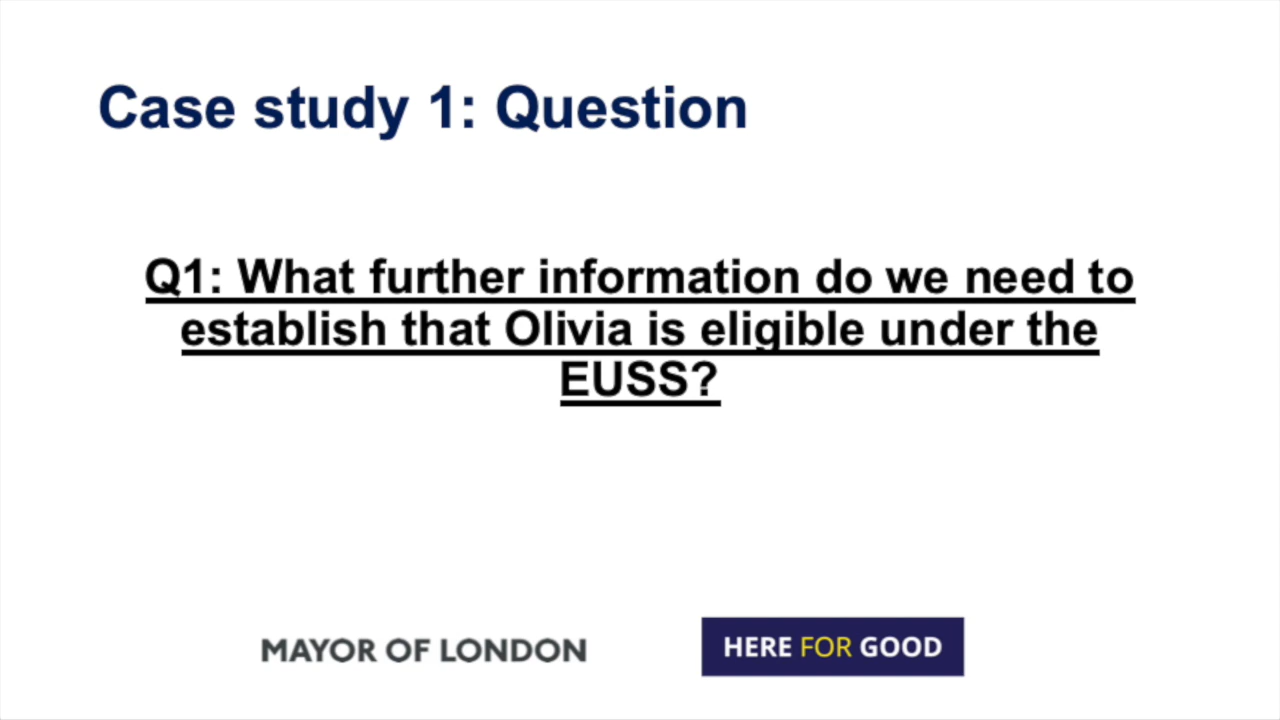 Case study 1: Question
Q1: What further information do we need to
establish that Olivia is eligible under the
EUSS?
MAYOR OF LONDON
HERE FOR GOOD